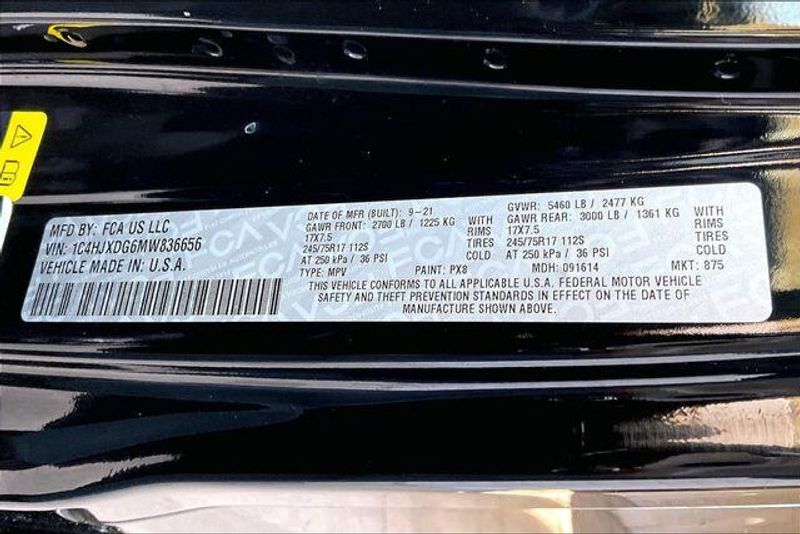 MFD BY: FCA US LLC
VIN: 1C4HJXDG6MW836656
VEHICLE MADE IN: U.S.A.
DATE OF MFR (BUILT): 9-21
GVWR: 5460 LB / 2477 KG
GAWR FRONT: 2700 LB / 1225 KG WITH
GAWR REAR: 3000 LB / 1361 KG WITH
17X7.5 RIMS
17X7.5 RIMS
245/75R17 112S TIRES
245/75R17 112S TIRES
AT 250 kPa / 36 PSI COLD
AT 250 kPa / 36 PSI COLD
TYPE: MPV PAINT: PX8 MDH: 091614 MKT: 875
THIS VEHICLE CONFORMS TO ALL APPLICABLE U.S.A. FEDERAL MOTOR VEHICLE
SAFETY AND THEFT PREVENTION STANDARDS IN EFFECT ON THE DATE OF
MANUFACTURE SHOWN ABOVE.